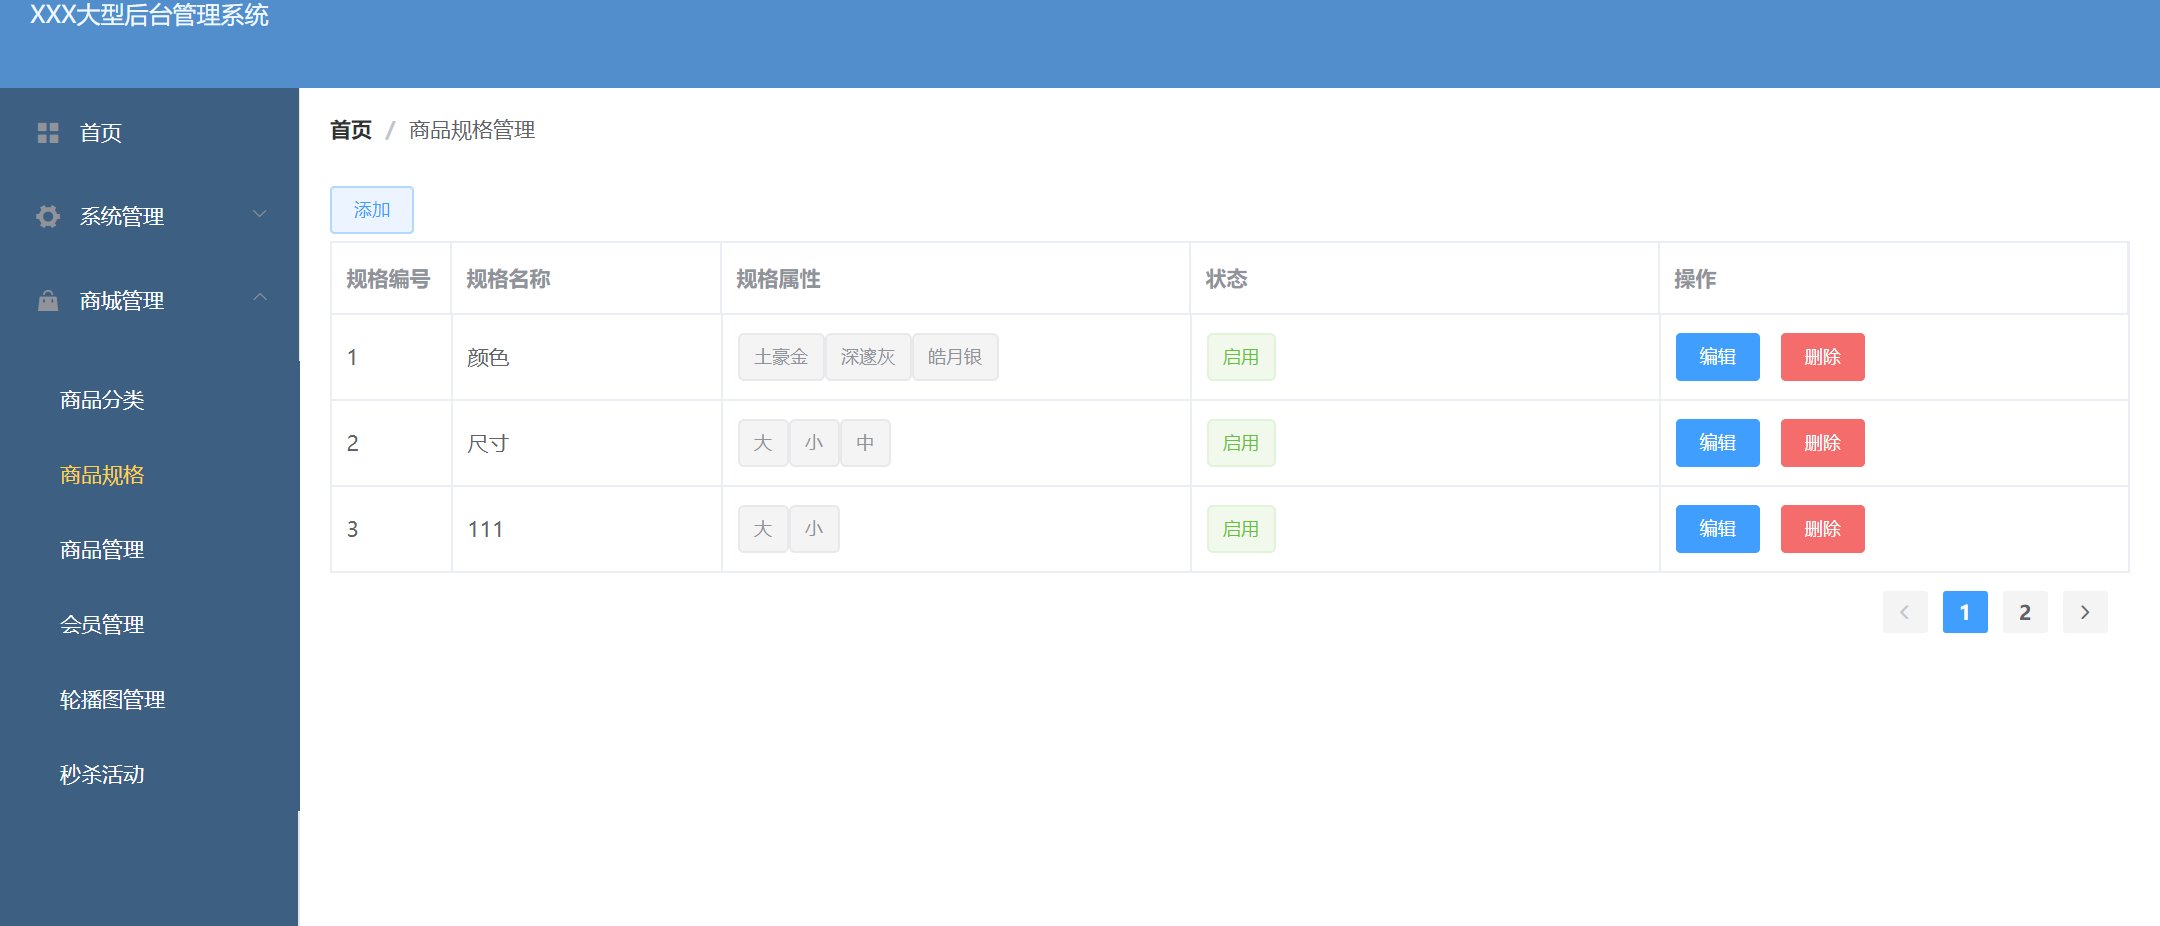 XXX大型后台管理系统
首页
系统管理
商城管理
商品分类
商品规格
商品管理
会员管理
轮播图管理
秒杀活动
首页 / 商品规格管理
添加
规格编号 规格名称 规格属性 状态 操作
1 颜色 土豪金 深邃灰 皓月银 启用 编辑 删除
2 尺寸 大 小 中 启用 编辑 删除
3 111 大 小 启用 编辑 删除
1 2